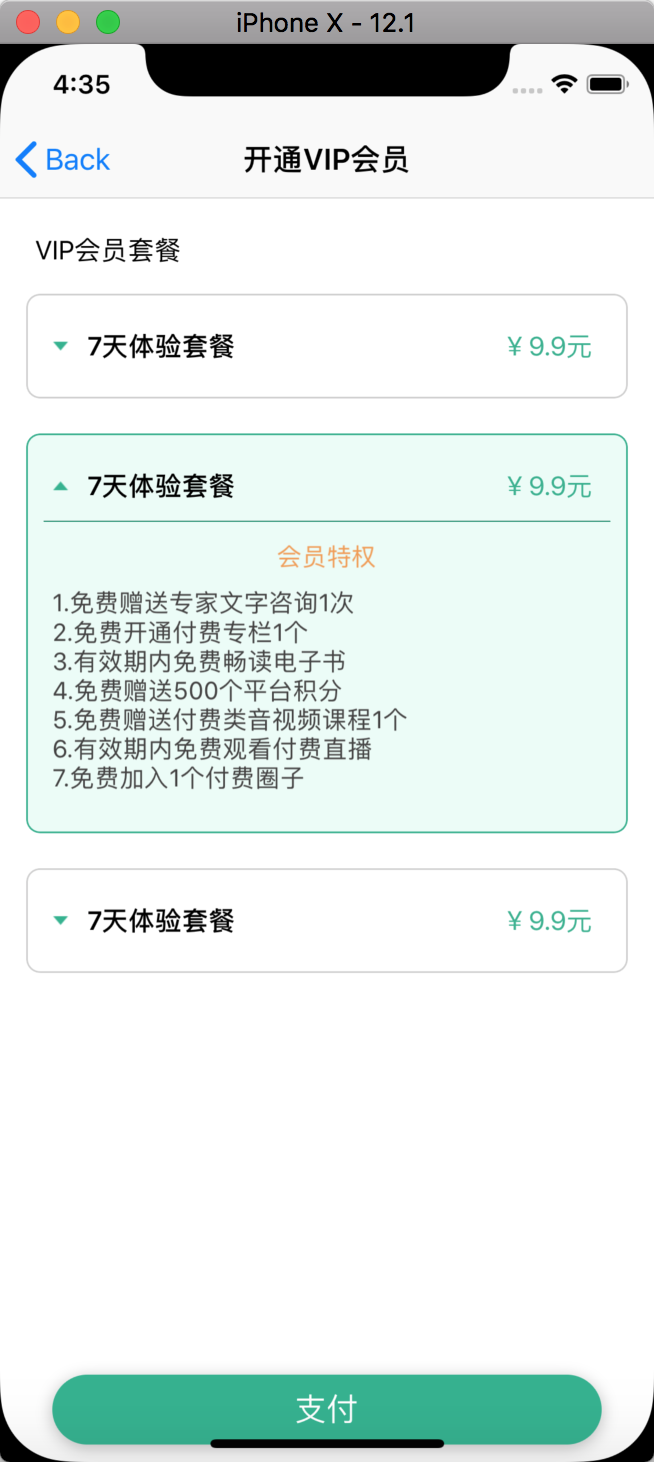 iPhone X - 12.1
4:35
Back 开通VIP会员
VIP会员套餐
7天体验套餐 ¥ 9.9元
7天体验套餐 ¥ 9.9元
会员特权
1.免费赠送专家文字咨询1次
2.免费开通付费专栏1个
3.有效期内免费畅读电子书
4.免费赠送500个平台积分
5.免费赠送付费类音视频课程1个
6.有效期内免费观看付费直播
7.免费加入1个付费圈子
7天体验套餐 ¥ 9.9元
支付